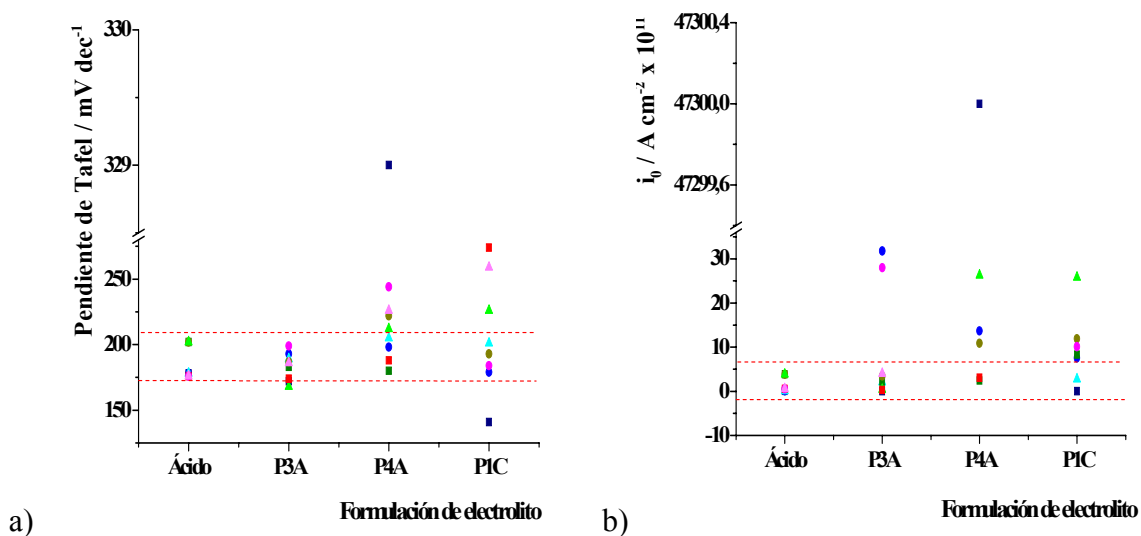 Pendiente de Tafel / mV dec⁻¹
330
329
250
200
150
Ácido P3A P4A P1C
Formulación de electrolito
a)
i₀ / A cm⁻² x 10¹¹
47300,4
47300,0
47299,6
30
20
10
0
-10
Ácido P3A P4A P1C
Formulación de electrolito
b)